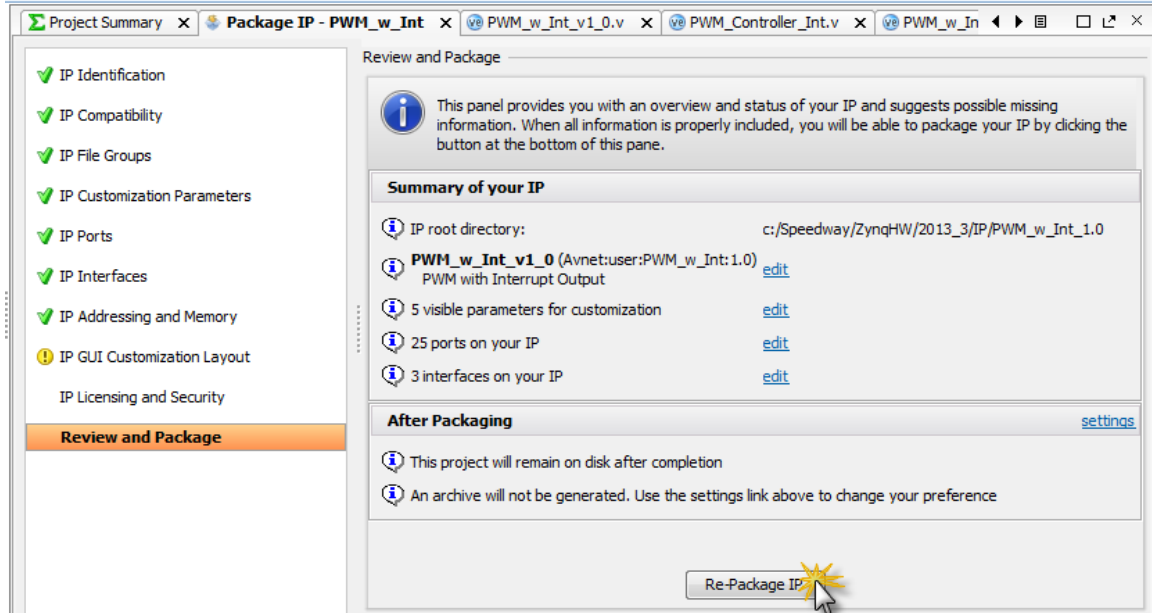 Project Summary
Package IP - PWM_w_Int
PWM_w_Int_v1_0.v
PWM_Controller_Int.v
PWM_w_In
IP Identification
IP Compatibility
IP File Groups
IP Customization Parameters
IP Ports
IP Interfaces
IP Addressing and Memory
IP GUI Customization Layout
IP Licensing and Security
Review and Package
Review and Package
This panel provides you with an overview and status of your IP and suggests possible missing
information. When all information is properly included, you will be able to package your IP by clicking the
button at the bottom of this pane.
Summary of your IP
IP root directory: c:/Speedway/ZynqHW/2013_3/IP/PWM_w_Int_1.0
PWM_w_Int_v1_0 (Avnet:user:PWM_w_Int:1.0) edit
PWM with Interrupt Output
5 visible parameters for customization edit
25 ports on your IP edit
3 interfaces on your IP edit
After Packaging settings
This project will remain on disk after completion
An archive will not be generated. Use the settings link above to change your preference
Re-Package IP